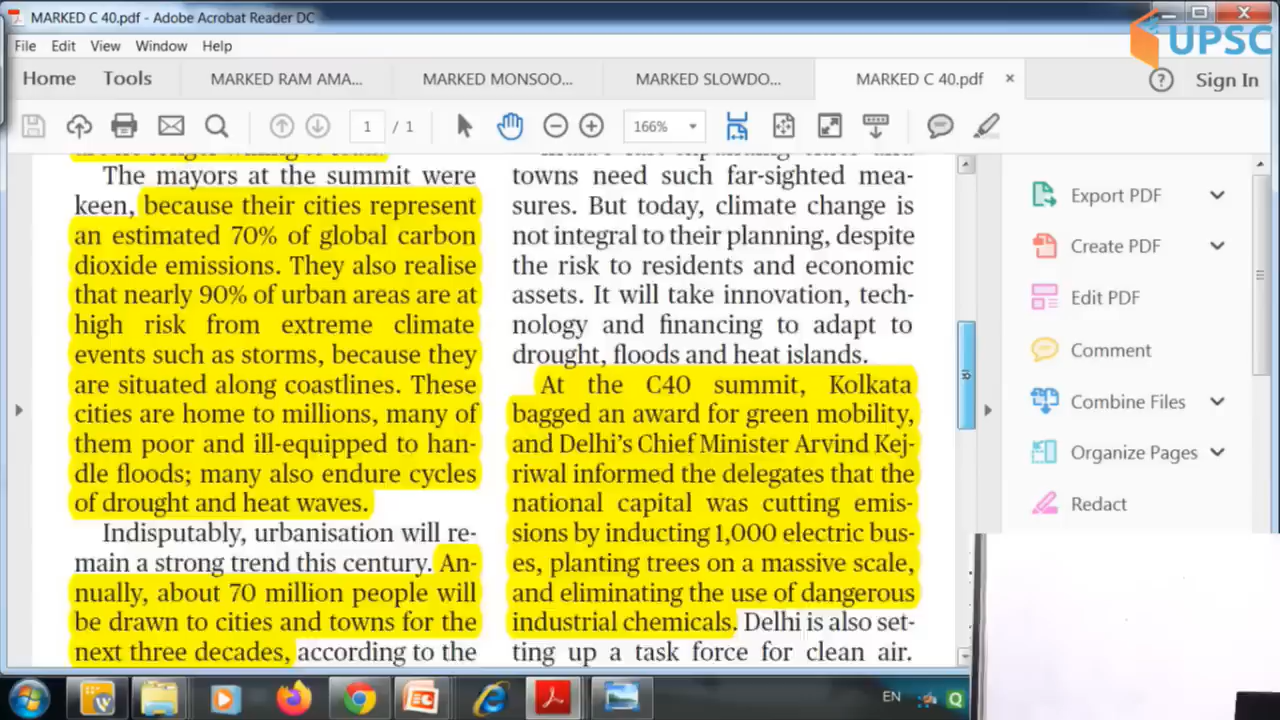 MARKED C 40.pdf - Adobe Acrobat Reader DC
UPSC
File Edit View Window Help
Home Tools MARKED RAM AMA... MARKED MONSOO... MARKED SLOWDO... MARKED C 40.pdf × ? Sign In
1 / 1 166%
The mayors at the summit were
keen, because their cities represent
an estimated 70% of global carbon
dioxide emissions. They also realise
that nearly 90% of urban areas are at
high risk from extreme climate
events such as storms, because they
are situated along coastlines. These
cities are home to millions, many of
them poor and ill-equipped to han-
dle floods; many also endure cycles
of drought and heat waves.
Indisputably, urbanisation will re-
main a strong trend this century. An-
nually, about 70 million people will
be drawn to cities and towns for the
next three decades, according to the
towns need such far-sighted mea-
sures. But today, climate change is
not integral to their planning, despite
the risk to residents and economic
assets. It will take innovation, tech-
nology and financing to adapt to
drought, floods and heat islands.
At the C40 summit, Kolkata
bagged an award for green mobility,
and Delhi's Chief Minister Arvind Kej-
riwal informed the delegates that the
national capital was cutting emis-
sions by inducting 1,000 electric bus-
es, planting trees on a massive scale,
and eliminating the use of dangerous
industrial chemicals. Delhi is also set-
ting up a task force for clean air.
Export PDF
Create PDF
Edit PDF
Comment
Combine Files
Organize Pages
Redact
EN